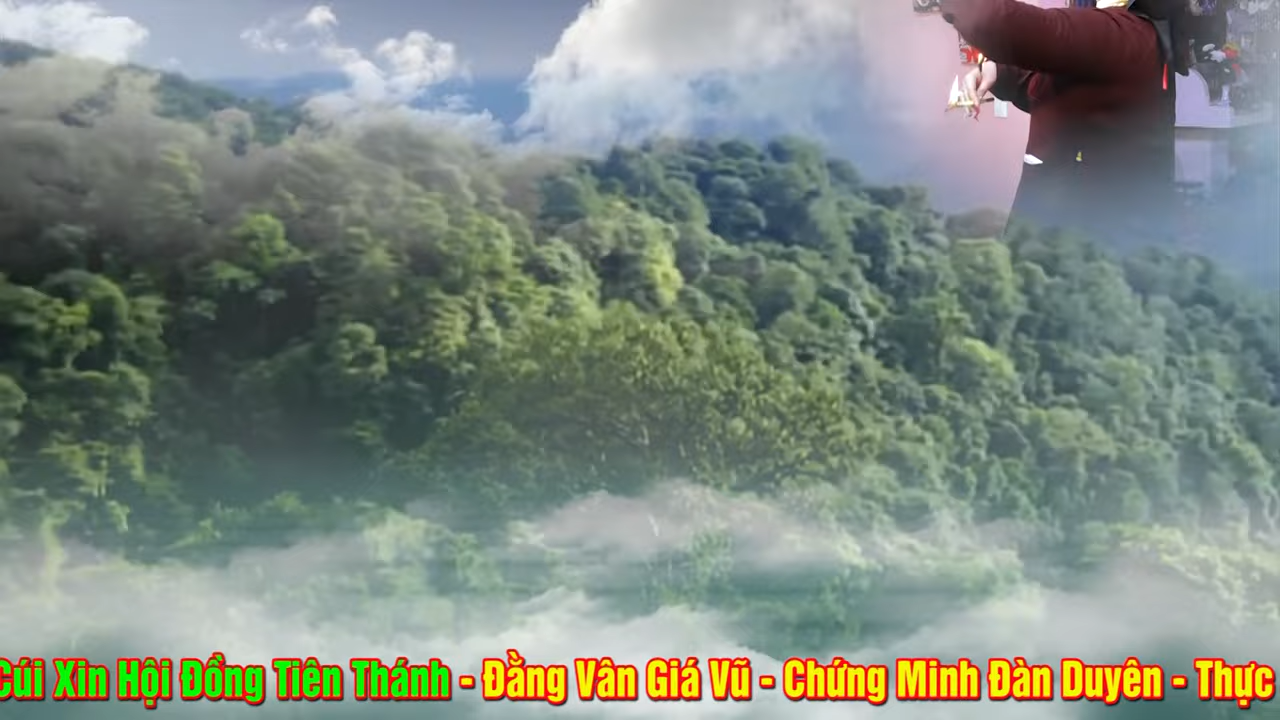 Cúi Xin Hội Đồng Tiên Thánh - Đằng Vân Giá Vũ - Chứng Minh Đàn Duyên - Thực